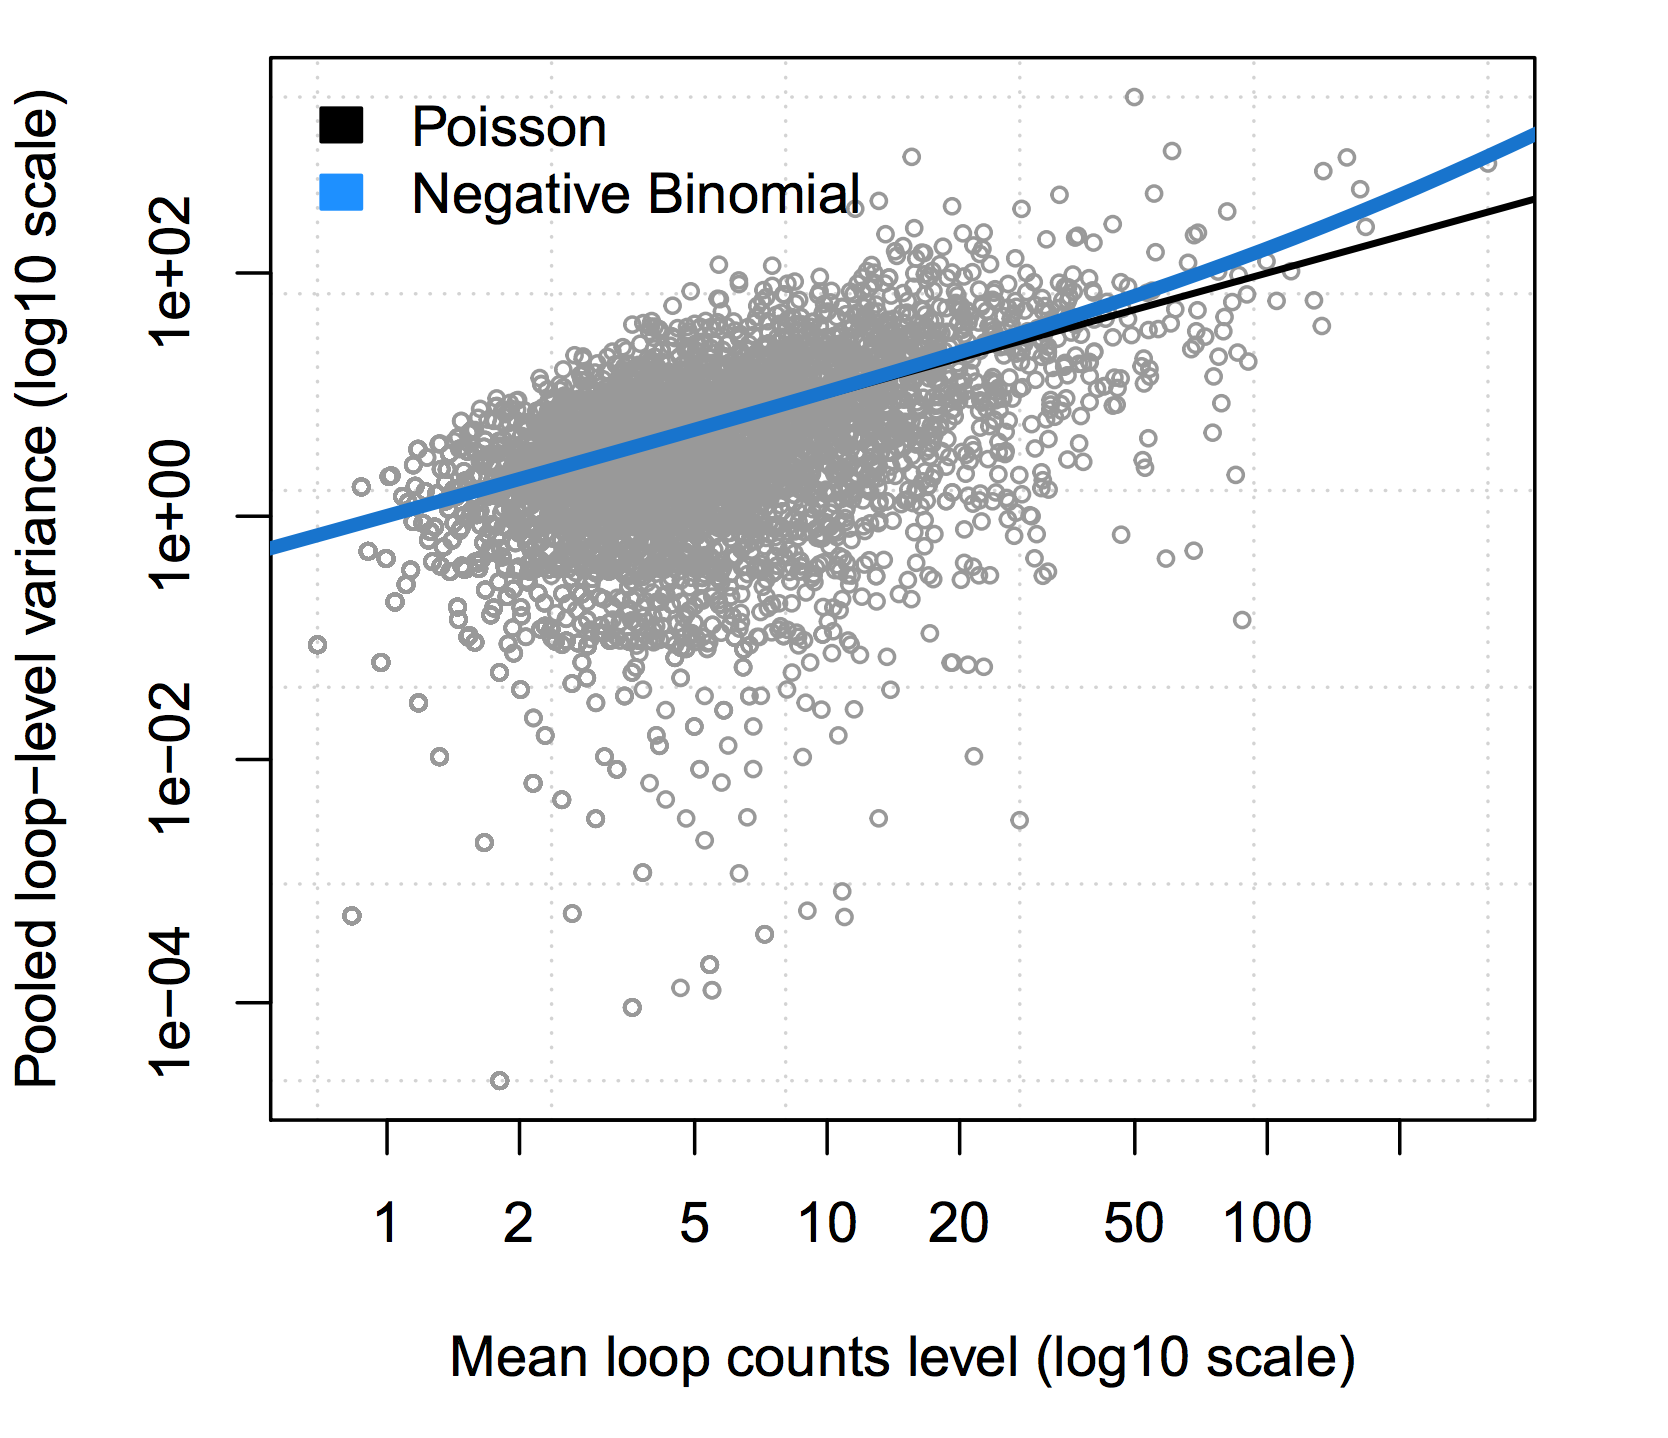 Poisson
Negative Binomial
Pooled loop−level variance (log10 scale)
1e+02
1e+00
1e−02
1e−04
1 2 5 10 20 50 100
Mean loop counts level (log10 scale)